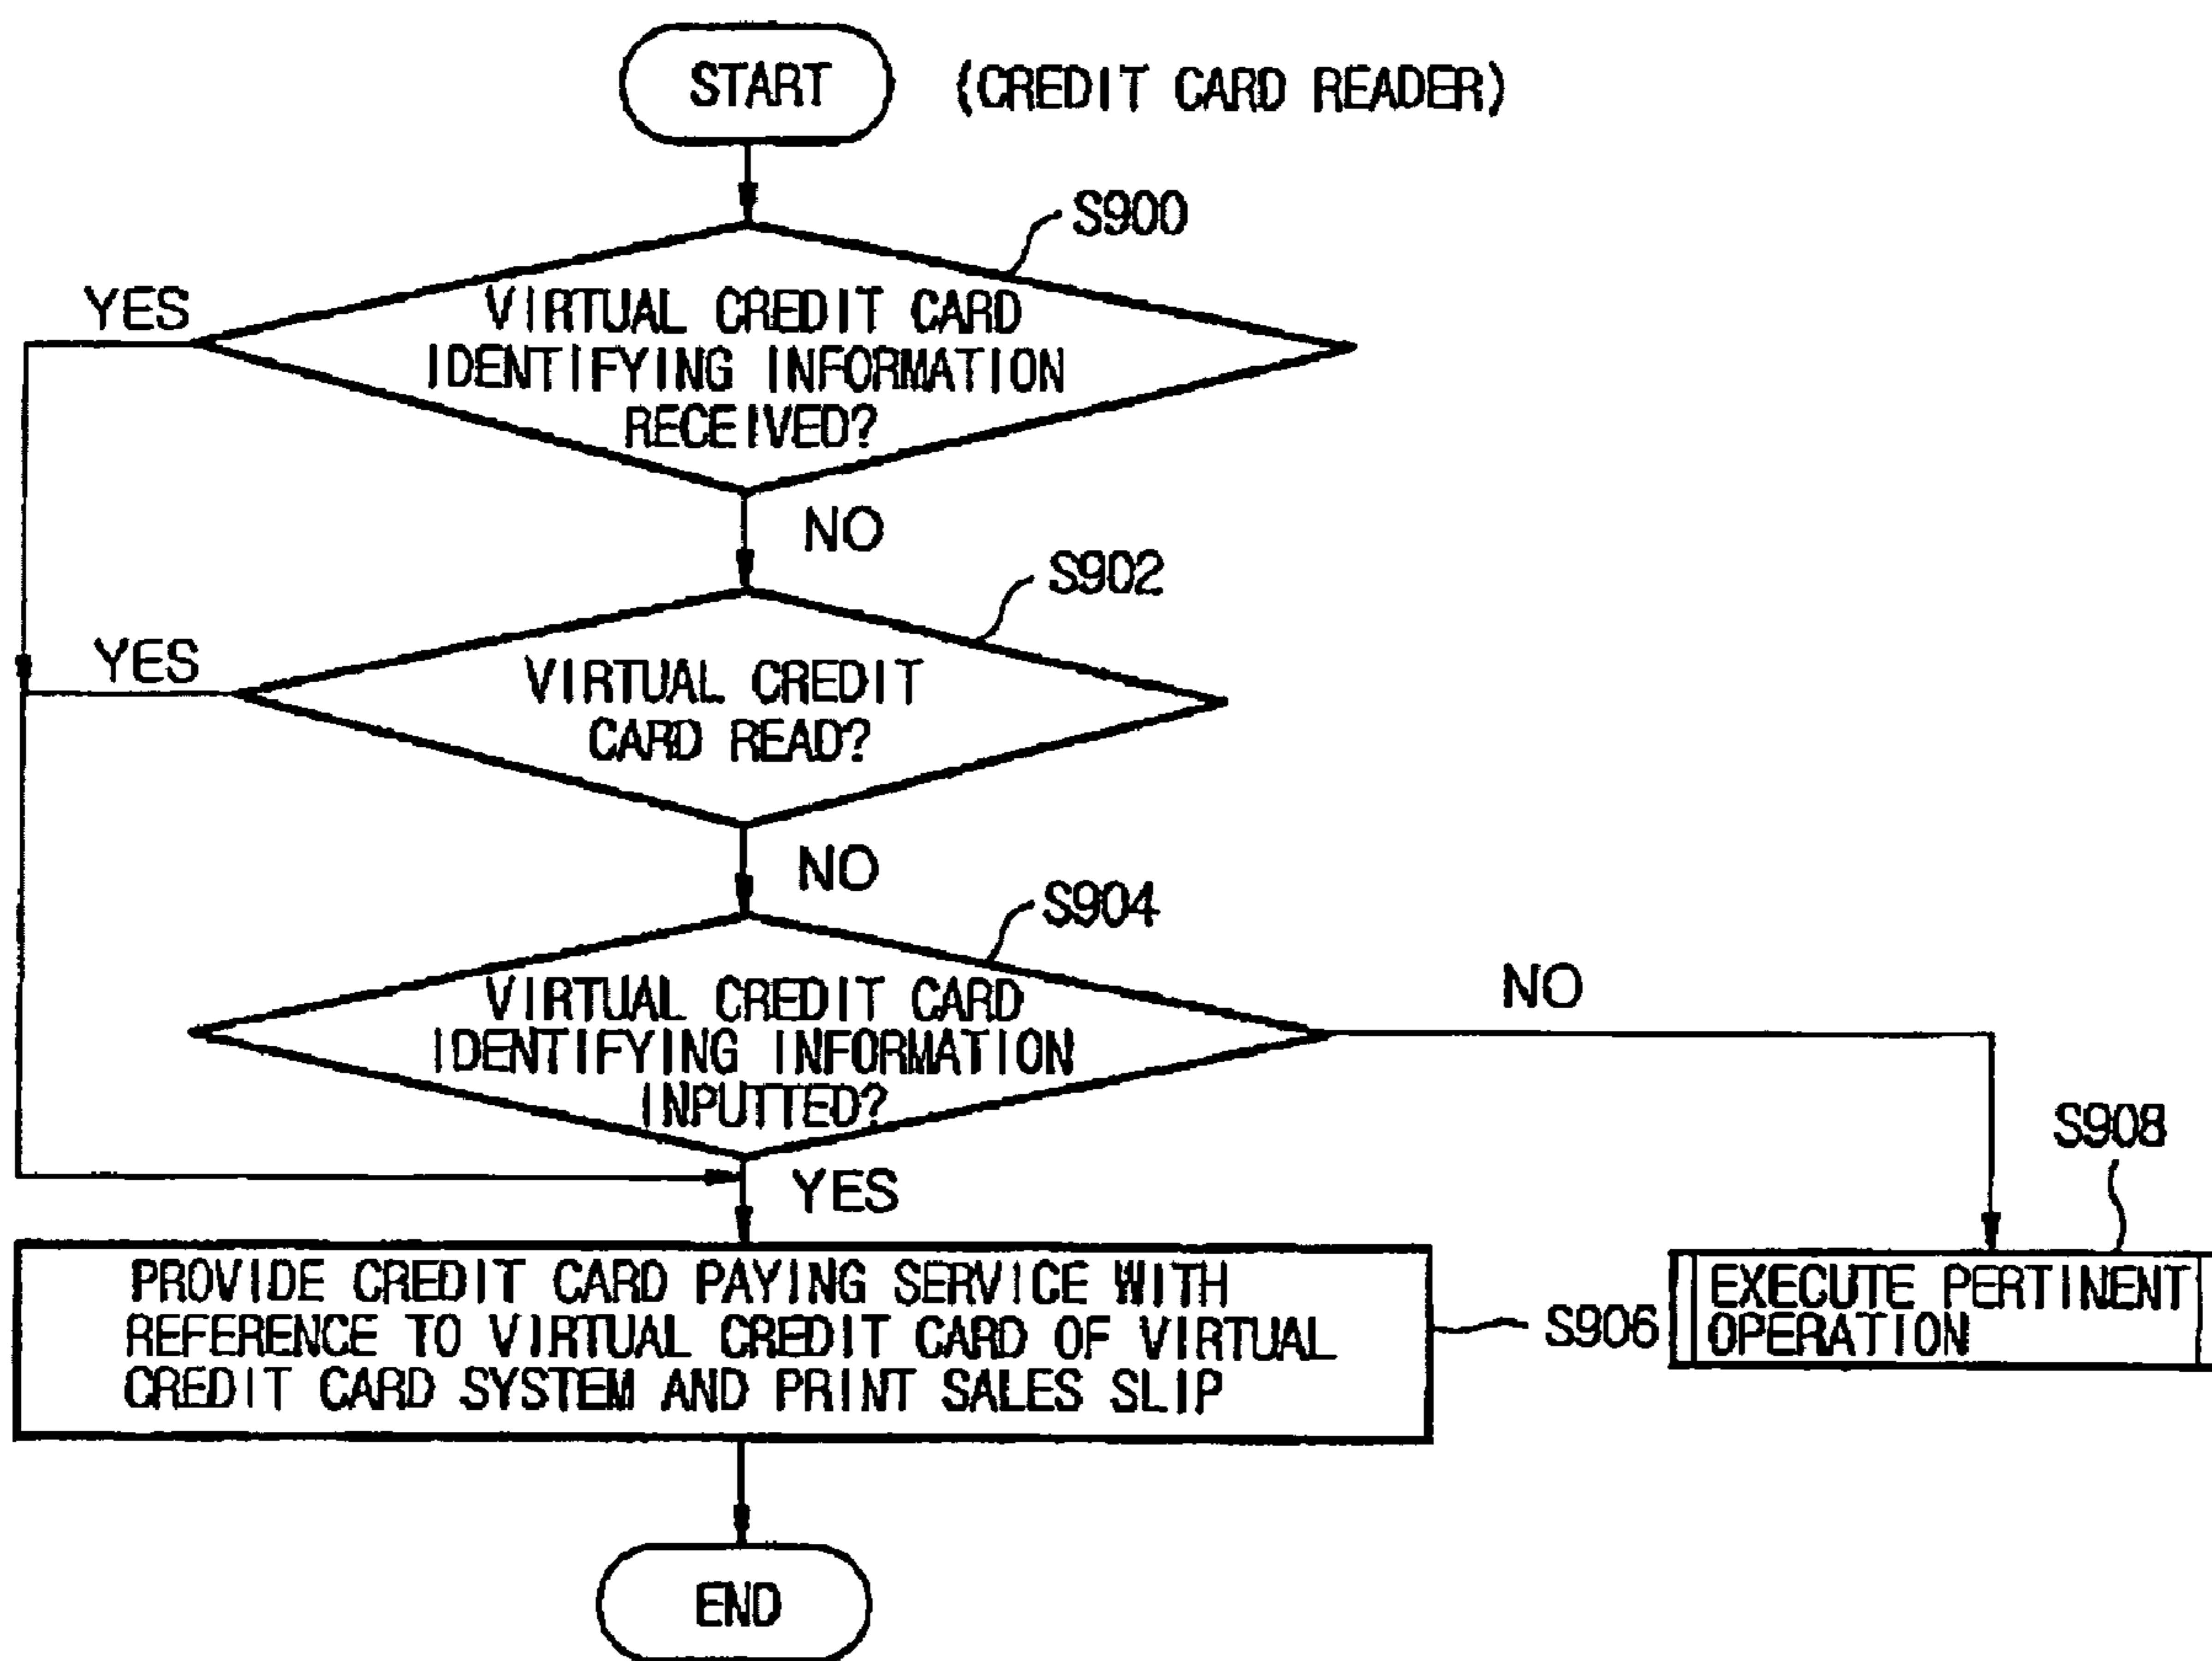 START
(CREDIT CARD READER)
S900
YES
VIRTUAL CREDIT CARD
IDENTIFYING INFORMATION
RECEIVED?
NO
S902
YES
VIRTUAL CREDIT
CARD READ?
NO
S904
VIRTUAL CREDIT CARD
IDENTIFYING INFORMATION
INPUTTED?
NO
S908
YES
PROVIDE CREDIT CARD PAYING SERVICE WITH
REFERENCE TO VIRTUAL CREDIT CARD OF VIRTUAL
CREDIT CARD SYSTEM AND PRINT SALES SLIP
S906
EXECUTE PERTINENT
OPERATION
END